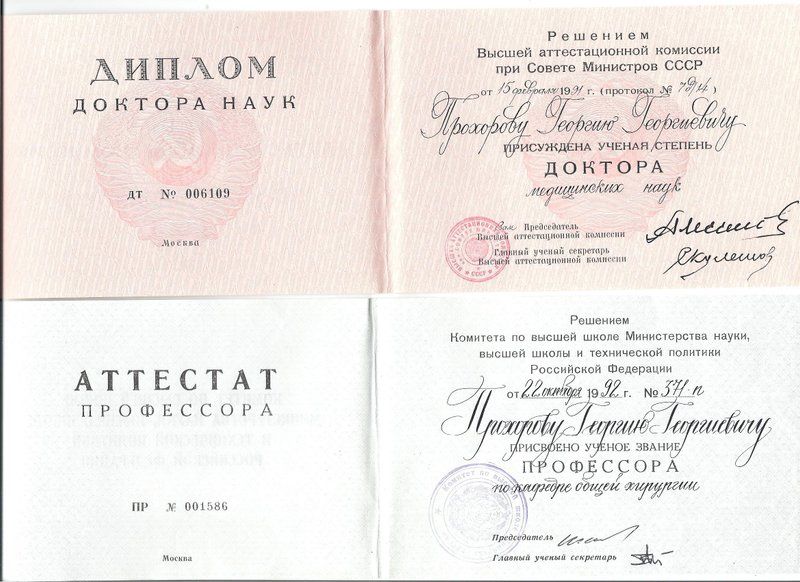 ДИПЛОМ
ДОКТОРА НАУК
ДТ № 006109
Москва
Решением
Высшей аттестационной комиссии
при Совете Министров СССР
от 15 февраля 1991 г. (протокол № 7д/4)
Прохорову Георгию Георгиевичу
ПРИСУЖДЕНА УЧЕНАЯ СТЕПЕНЬ
ДОКТОРА
медицинских наук
Зам Председатель
Высшей аттестационной комиссии
Главный ученый секретарь
Высшей аттестационной комиссии
СССР
АТТЕСТАТ
ПРОФЕССОРА
ПР № 001586
Москва
Решением
Комитета по высшей школе Министерства науки,
высшей школы и технической политики
Российской Федерации
от 22 октября 1992 г. № 371-п
Прохорову Георгию Георгиевичу
ПРИСВОЕНО УЧЕНОЕ ЗВАНИЕ
ПРОФЕССОРА
по кафедре общей хирургии
Председатель
Главный ученый секретарь